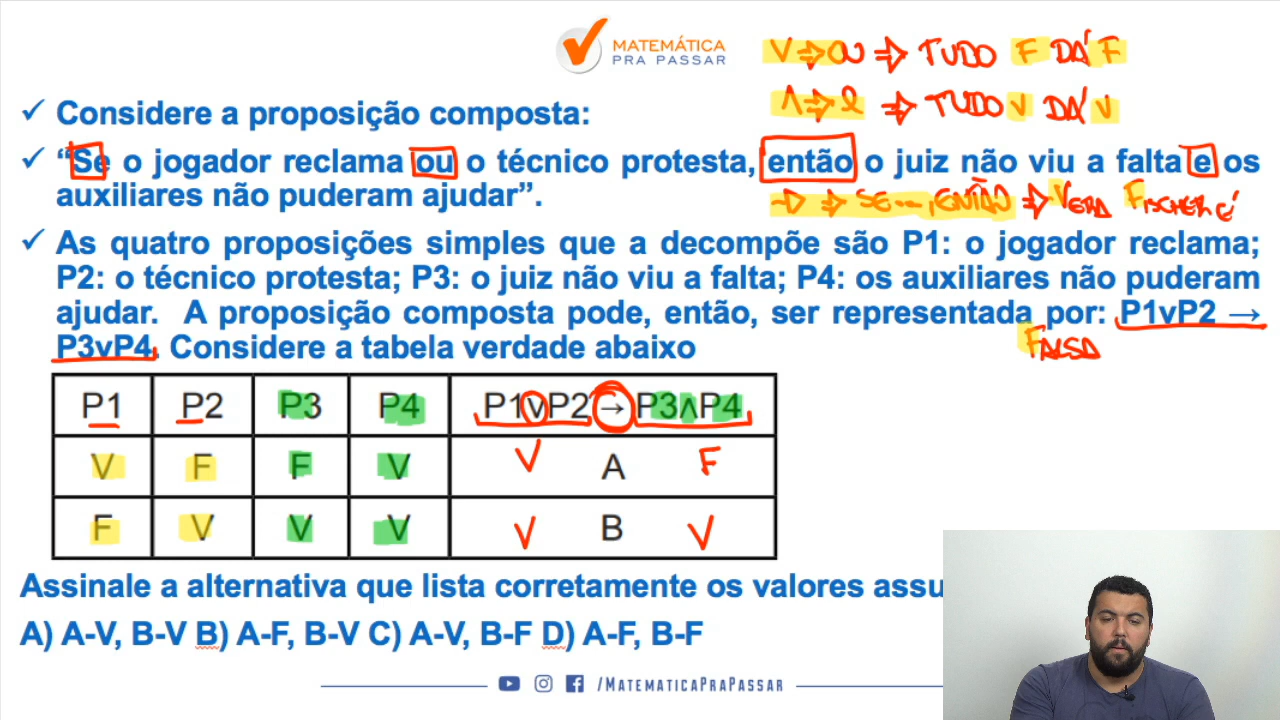 MATEMÁTICA
PRA PASSAR
V ⇒ OU ⇒ TUDO F DÁ F
Λ ⇒ e ⇒ TUDO V DÁ V
✓ Considere a proposição composta:
✓ “Se o jogador reclama ou o técnico protesta, então o juiz não viu a falta e os
auxiliares não puderam ajudar”.
→ ⇒ SE..., ENTÃO ⇒ VERA FISCHER É
✓ As quatro proposições simples que a decompõe são P1: o jogador reclama;
P2: o técnico protesta; P3: o juiz não viu a falta; P4: os auxiliares não puderam
ajudar. A proposição composta pode, então, ser representada por: P1vP2 →
P3vP4. Considere a tabela verdade abaixo
FALSA
P1 P2 P3 P4 P1vP2 → P3∧P4
V F F V V A F
F V V V V B V
Assinale a alternativa que lista corretamente os valores assu
A) A-V, B-V B) A-F, B-V C) A-V, B-F D) A-F, B-F
/MATEMATICAPRAPASSAR